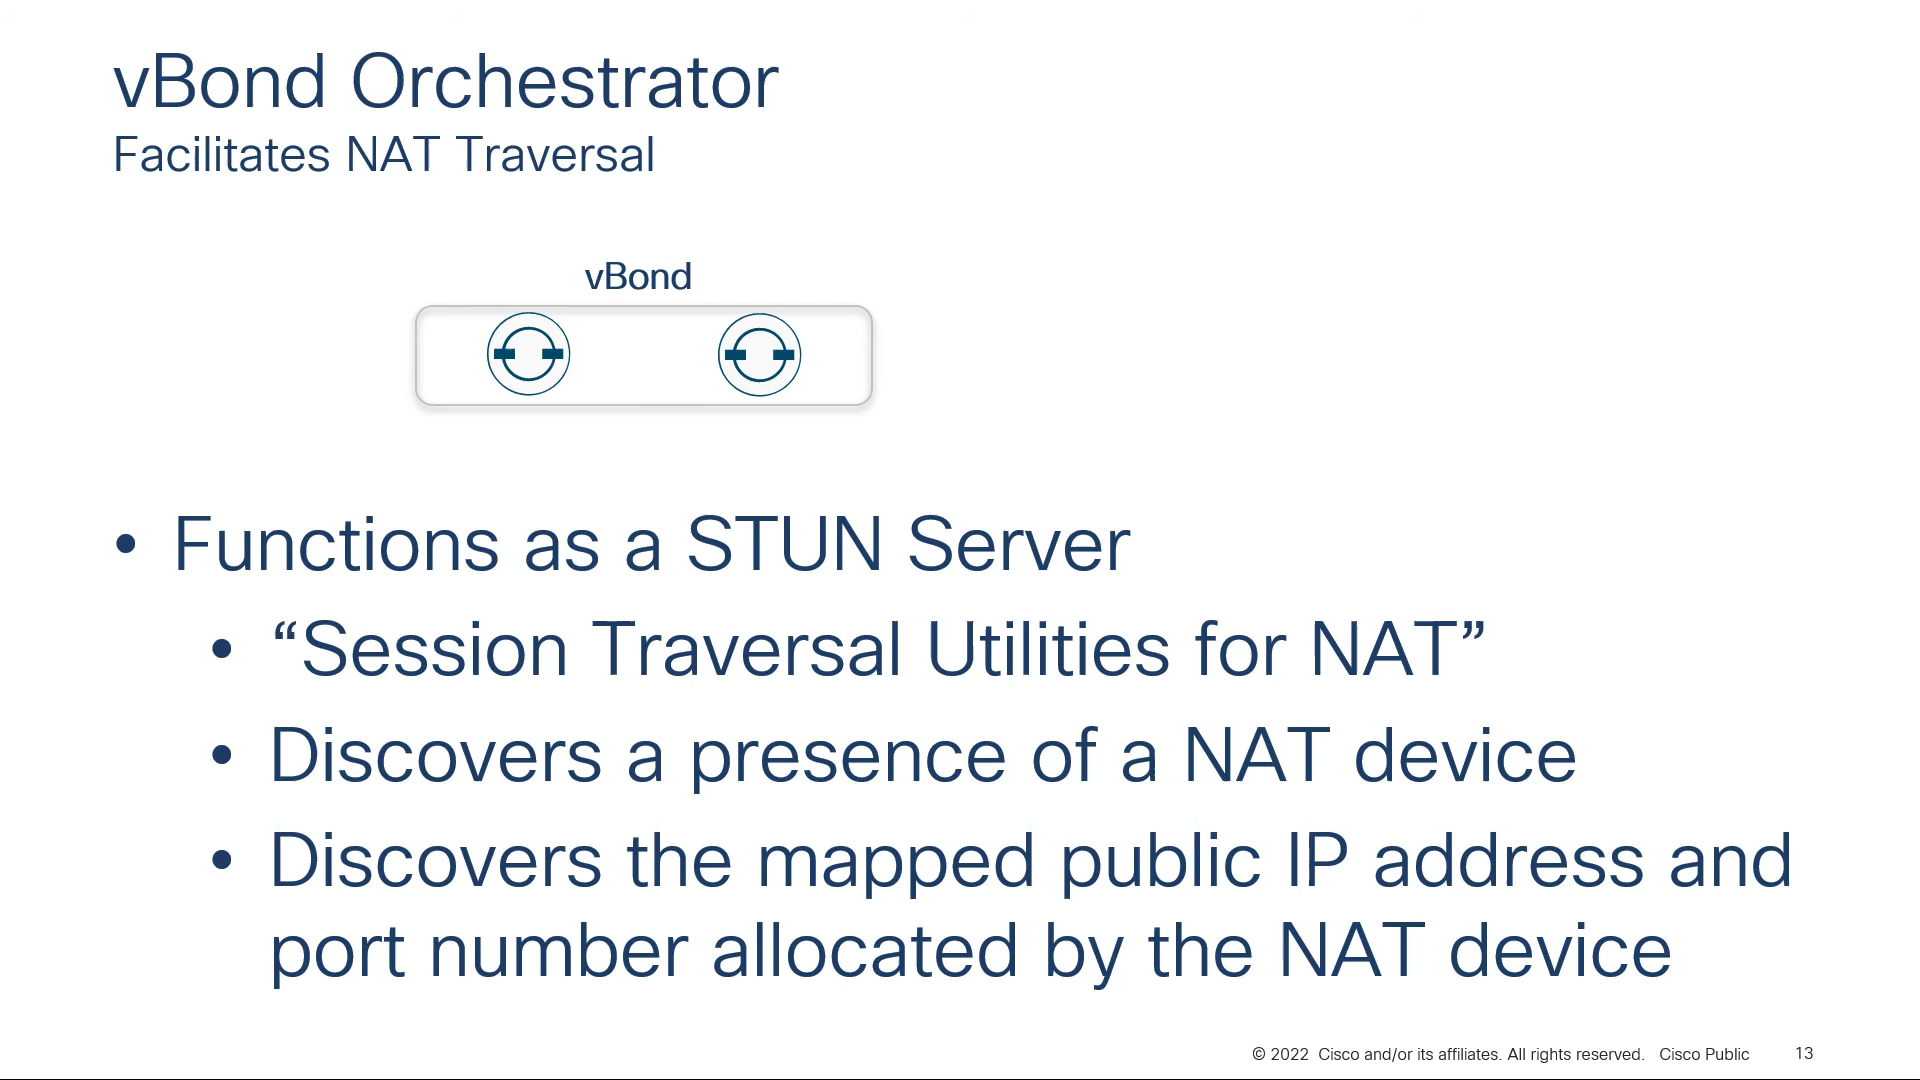 vBond Orchestrator
Facilitates NAT Traversal
vBond
• Functions as a STUN Server
• “Session Traversal Utilities for NAT”
• Discovers a presence of a NAT device
• Discovers the mapped public IP address and
port number allocated by the NAT device
© 2022 Cisco and/or its affiliates. All rights reserved. Cisco Public 13